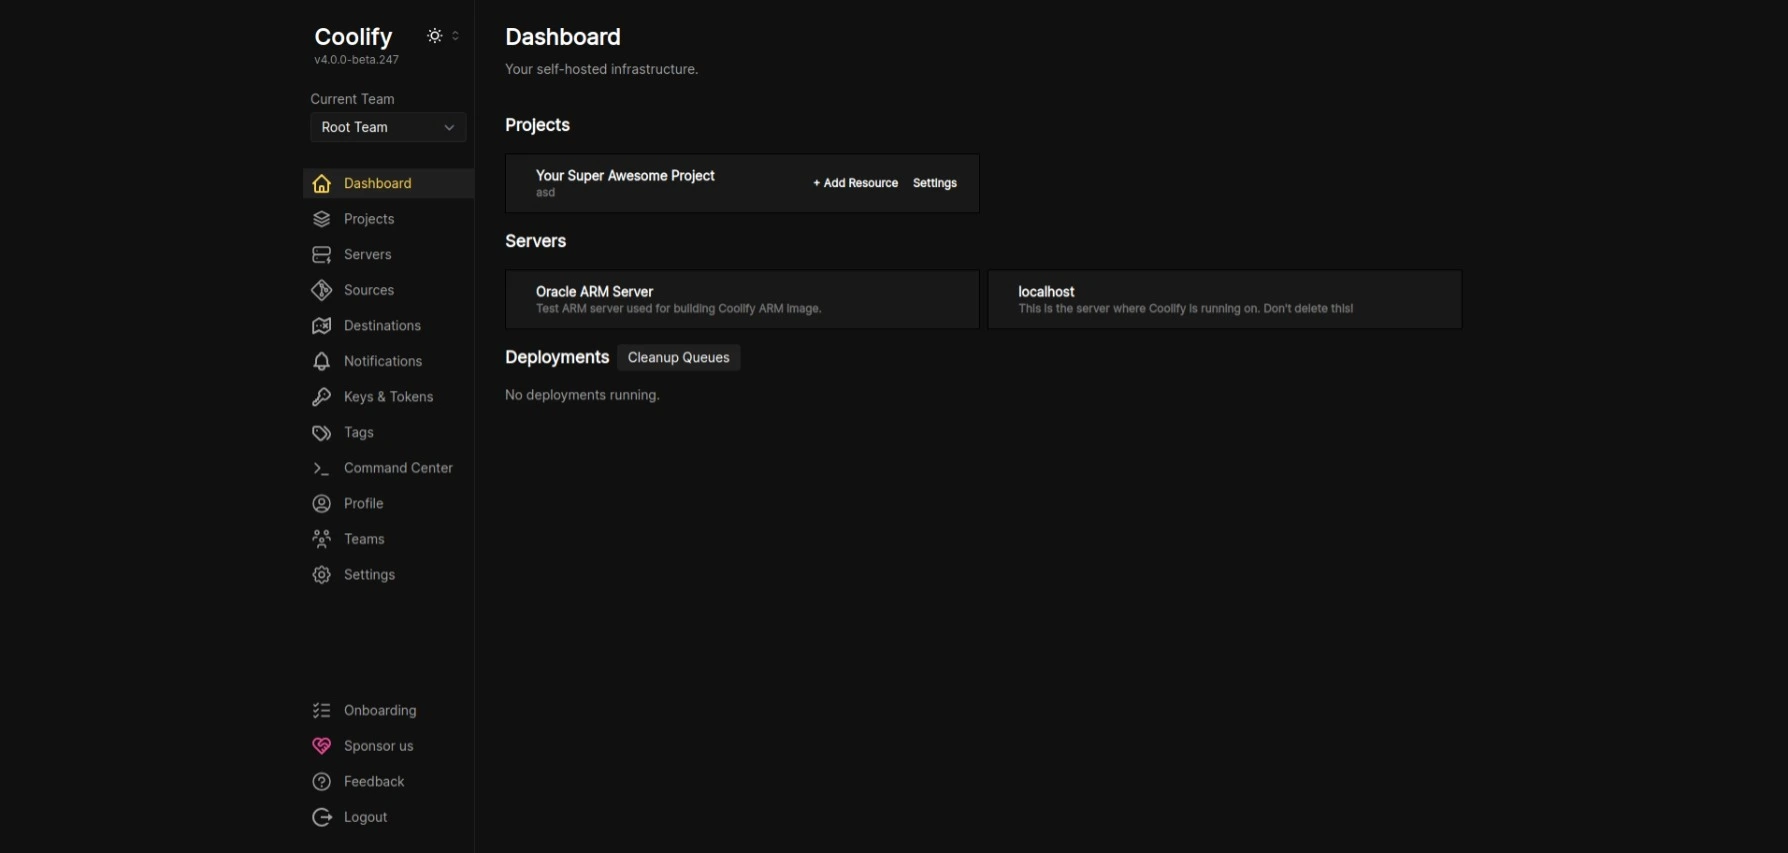 Coolify
v4.0.0-beta.247
Current Team
Root Team
Dashboard
Projects
Servers
Sources
Destinations
Notifications
Keys & Tokens
Tags
Command Center
Profile
Teams
Settings
Onboarding
Sponsor us
Feedback
Logout
Dashboard
Your self-hosted infrastructure.
Projects
Your Super Awesome Project
asd
+ Add Resource Settings
Servers
Oracle ARM Server
Test ARM server used for building Coolify ARM image.
localhost
This is the server where Coolify is running on. Don't delete this!
Deployments Cleanup Queues
No deployments running.